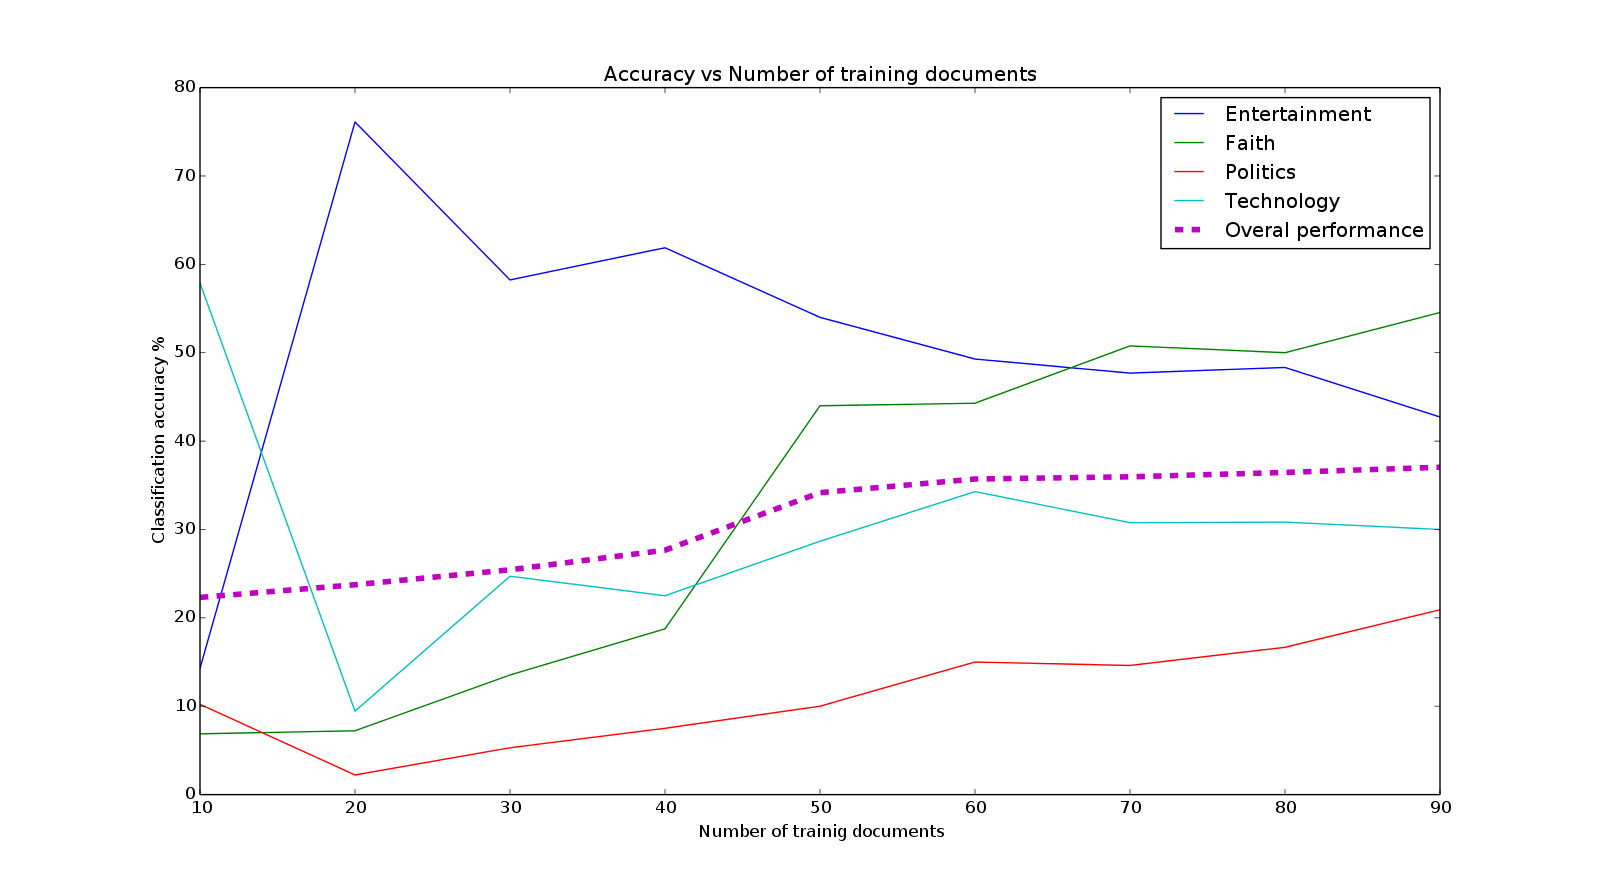 Accuracy vs Number of training documents
80
70
60
50
40
30
20
10
0
Classification accuracy %
Entertainment
Faith
Politics
Technology
Overal performance
10 20 30 40 50 60 70 80 90
Number of trainig documents